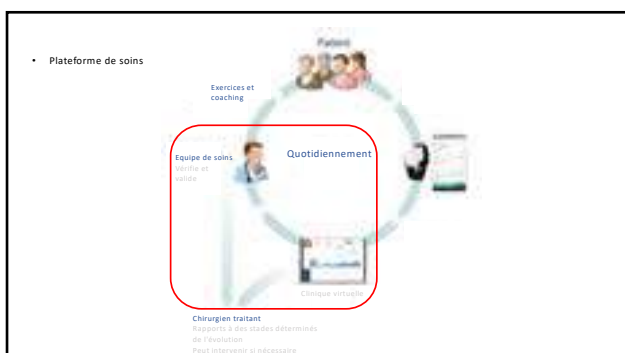 Patient
• Plateforme de soins
Exercices et
coaching
Equipe de soins
Vérifie et
valide
Quotidiennement
Clinique virtuelle
Chirurgien traitant
Rapports à des stades déterminés
de l'évolution
Peut intervenir si nécessaire